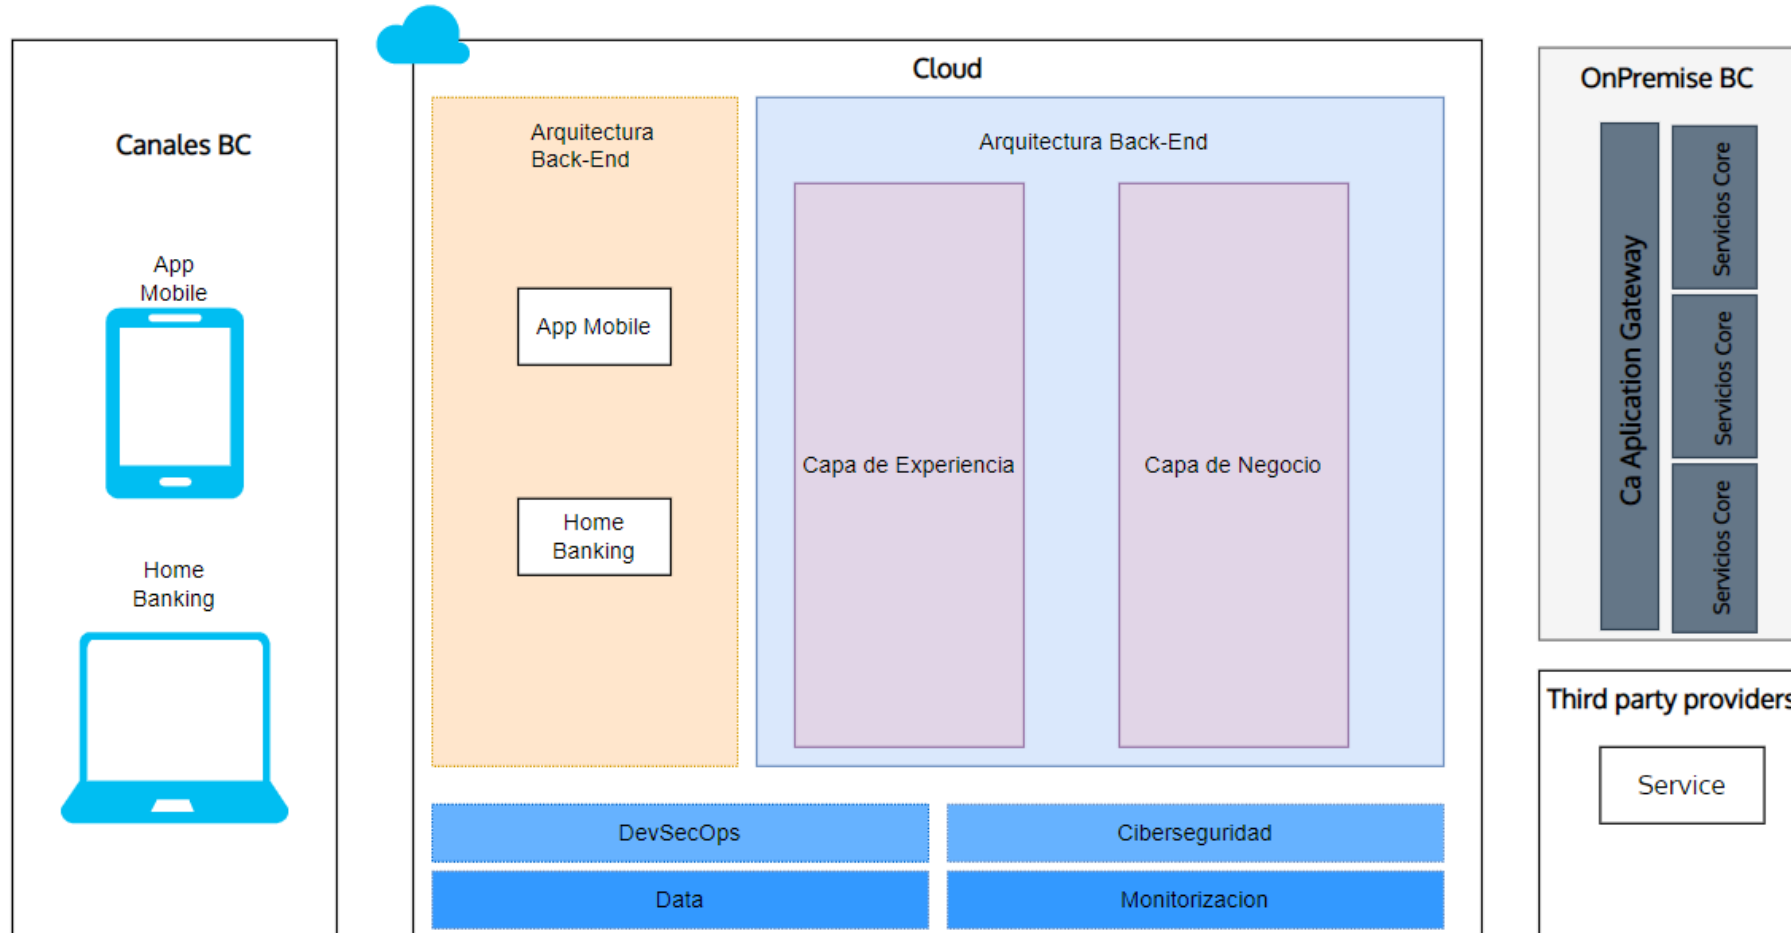 Canales BC
App
Mobile
Home
Banking
Cloud
Arquitectura
Back-End
App Mobile
Home
Banking
Arquitectura Back-End
Capa de Experiencia
Capa de Negocio
DevSecOps
Ciberseguridad
Data
Monitorizacion
OnPremise BC
Ca Aplication Gateway
Servicios Core
Servicios Core
Servicios Core
Third party providers
Service